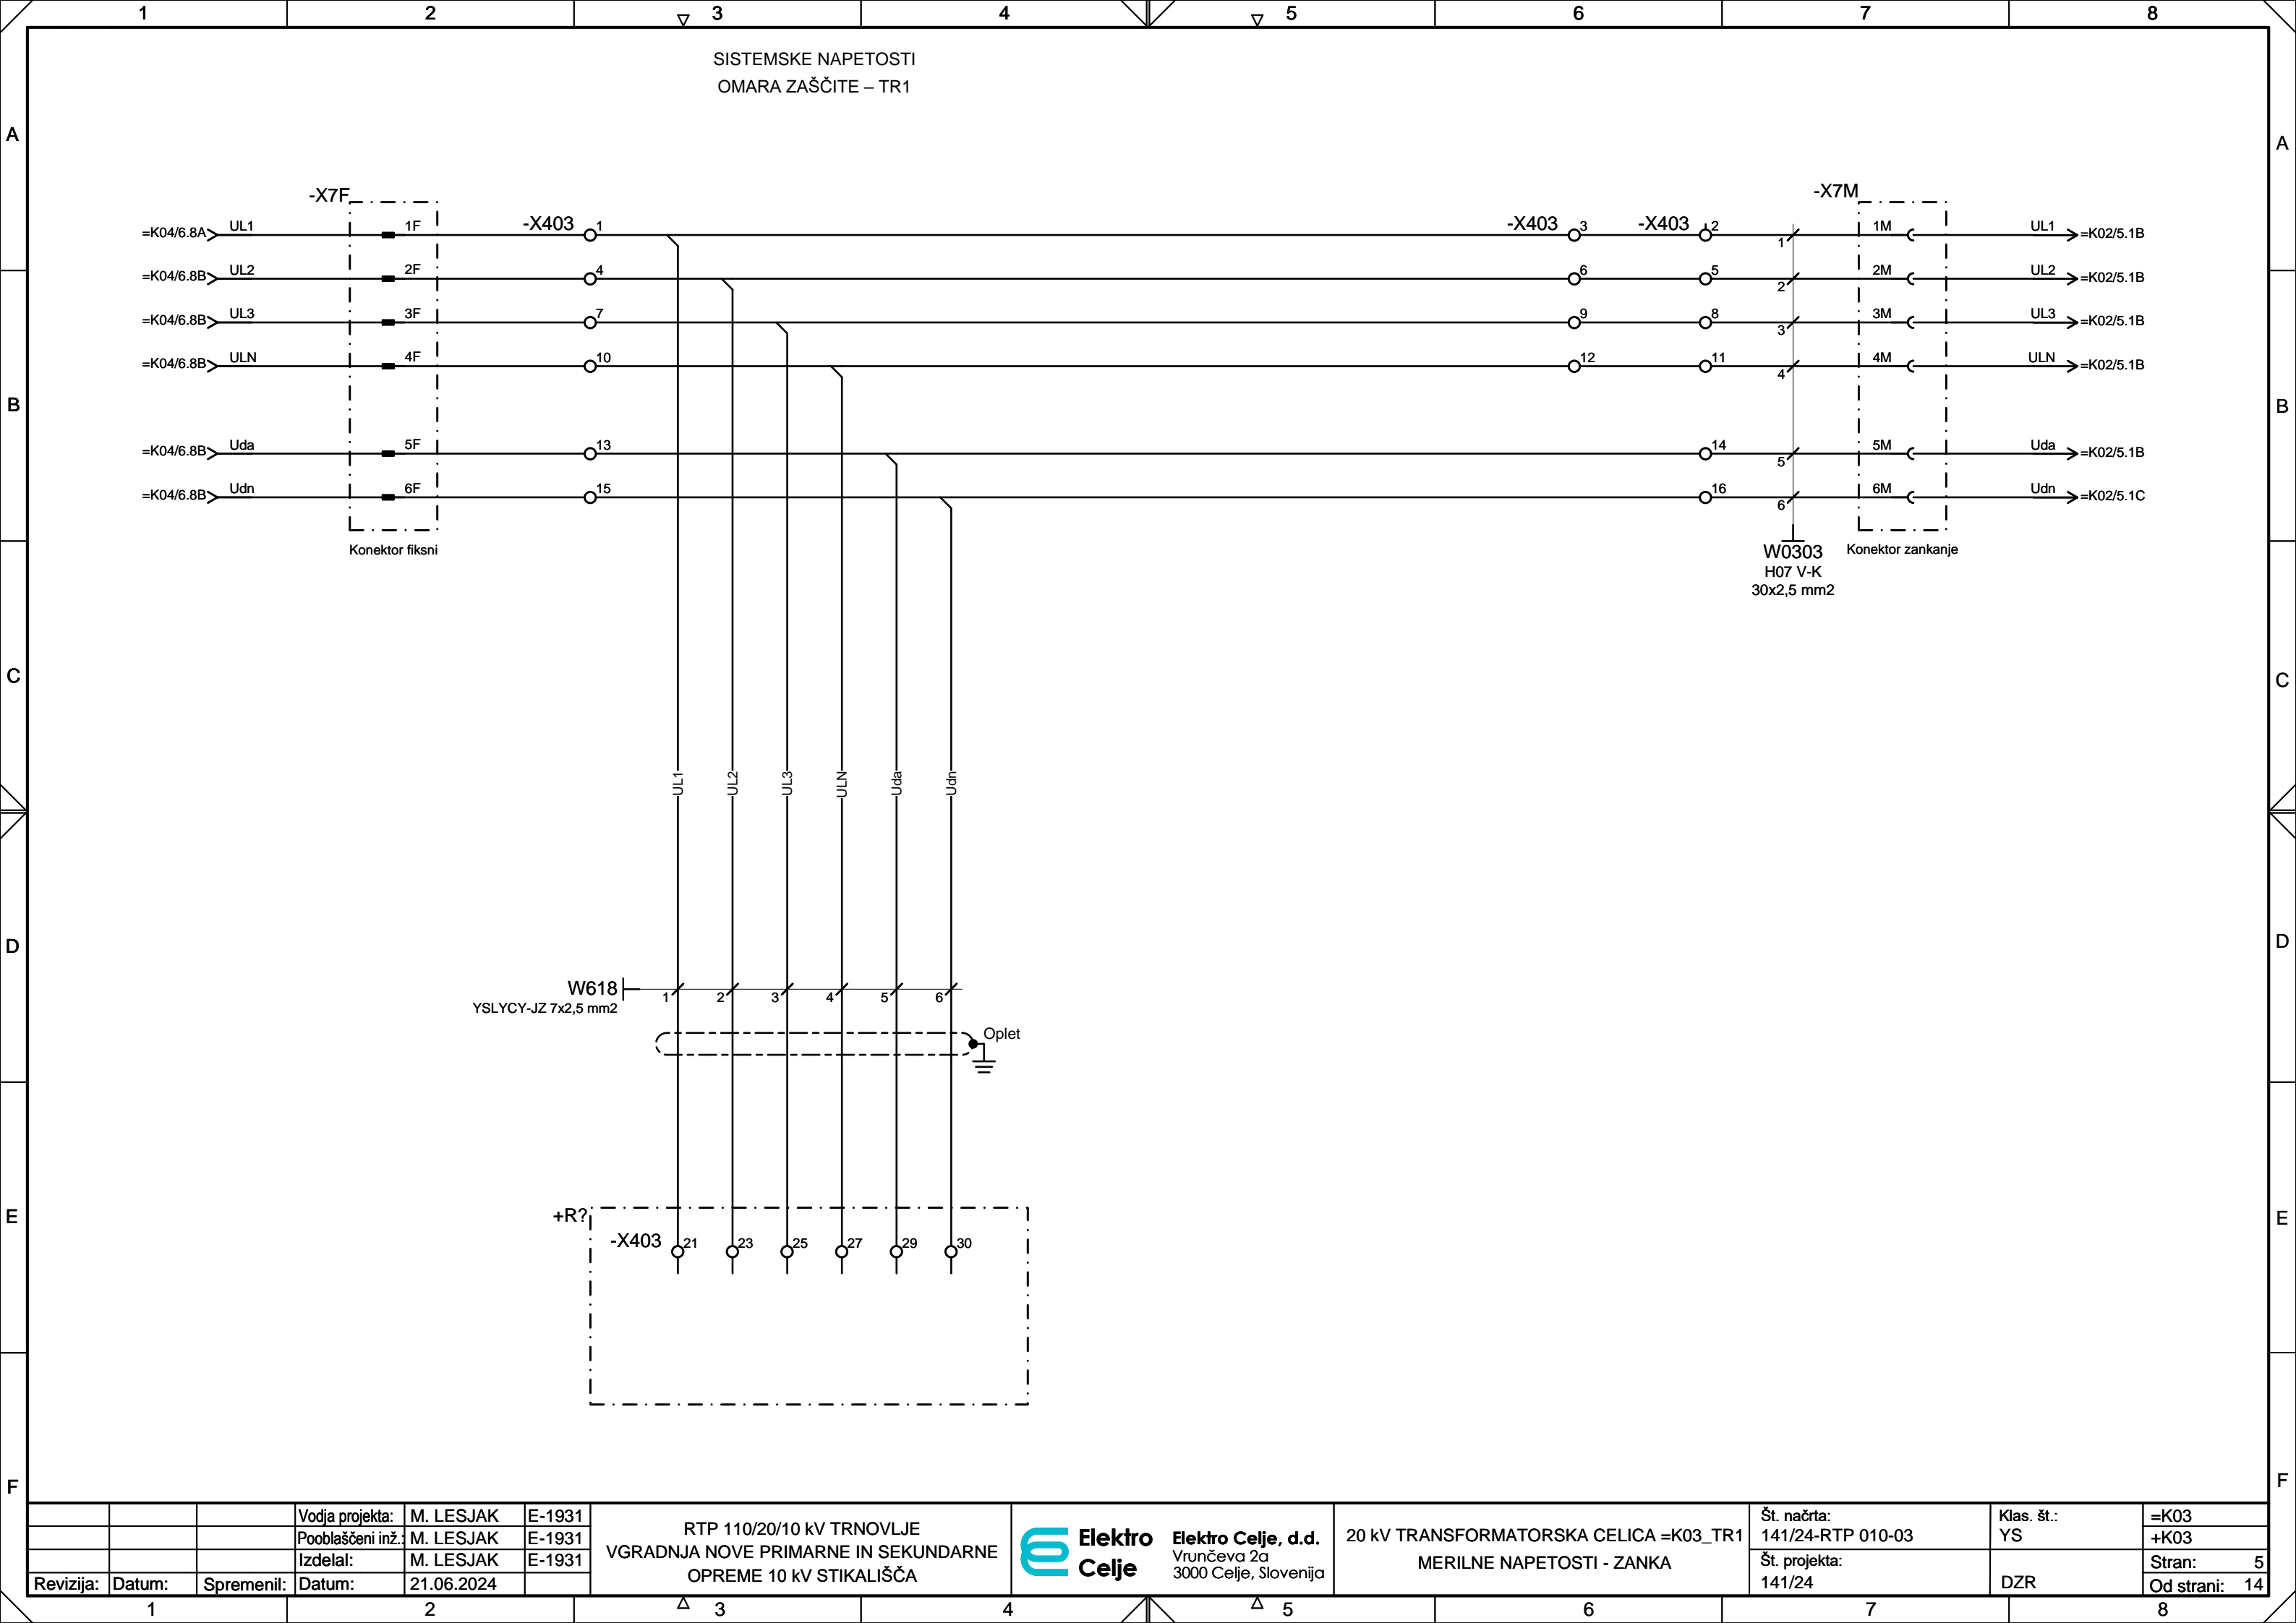 1 2 3 4 5 6 7 8
SISTEMSKE NAPETOSTI
OMARA ZAŠČITE – TR1
A A
-X7F -X7M
=K04/6.8A UL1 1F -X403 1 -X403 3 -X403 2 1 1M UL1 =K02/5.1B
=K04/6.8B UL2 2F 4 6 5 2 2M UL2 =K02/5.1B
=K04/6.8B UL3 3F 7 9 8 3 3M UL3 =K02/5.1B
=K04/6.8B ULN 4F 10 12 11 4 4M ULN =K02/5.1B
B B
=K04/6.8B Uda 5F 13 14 5 5M Uda =K02/5.1B
=K04/6.8B Udn 6F 15 16 6 6M Udn =K02/5.1C
Konektor fiksni W0303 Konektor zankanje
H07 V-K
30x2,5 mm2
C C
UL1 UL2 UL3 ULN Uda Udn
D D
W618 1 2 3 4 5 6
YSLYCY-JZ 7x2,5 mm2
Oplet
E E
+R?
-X403 21 23 25 27 29 30
F F
Revizija: Datum: Spremenil:
Vodja projekta: M. LESJAK E-1931
Pooblaščeni inž.: M. LESJAK E-1931
Izdelal: M. LESJAK E-1931
Datum: 21.06.2024
RTP 110/20/10 kV TRNOVLJE
VGRADNJA NOVE PRIMARNE IN SEKUNDARNE
OPREME 10 kV STIKALIŠČA
Elektro
Celje
Elektro Celje, d.d.
Vrunčeva 2a
3000 Celje, Slovenija
20 kV TRANSFORMATORSKA CELICA =K03_TR1
MERILNE NAPETOSTI - ZANKA
Št. načrta:
141/24-RTP 010-03
Št. projekta:
141/24
Klas. št.:
YS
DZR
=K03
+K03
Stran: 5
Od strani: 14
1 2 3 4 5 6 7 8